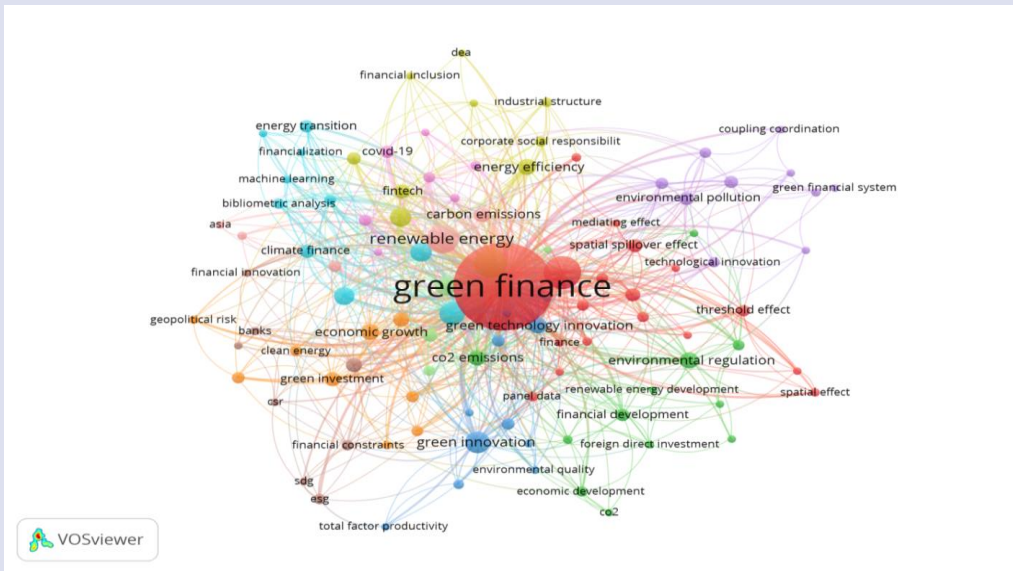 dea
financial inclusion
industrial structure
energy transition
coupling coordination
corporate social responsibilit
financialization
covid-19
energy efficiency
machine learning
green financial system
fintech
environmental pollution
bibliometric analysis
carbon emissions
asia
mediating effect
renewable energy
spatial spillover effect
climate finance
technological innovation
financial innovation
green finance
threshold effect
geopolitical risk
green technology innovation
banks
economic growth
finance
clean energy
co2 emissions
environmental regulation
green investment
renewable energy development
spatial effect
panel data
csr
financial development
green innovation
foreign direct investment
financial constraints
environmental quality
sdg
economic development
esg
co2
total factor productivity
VOSviewer